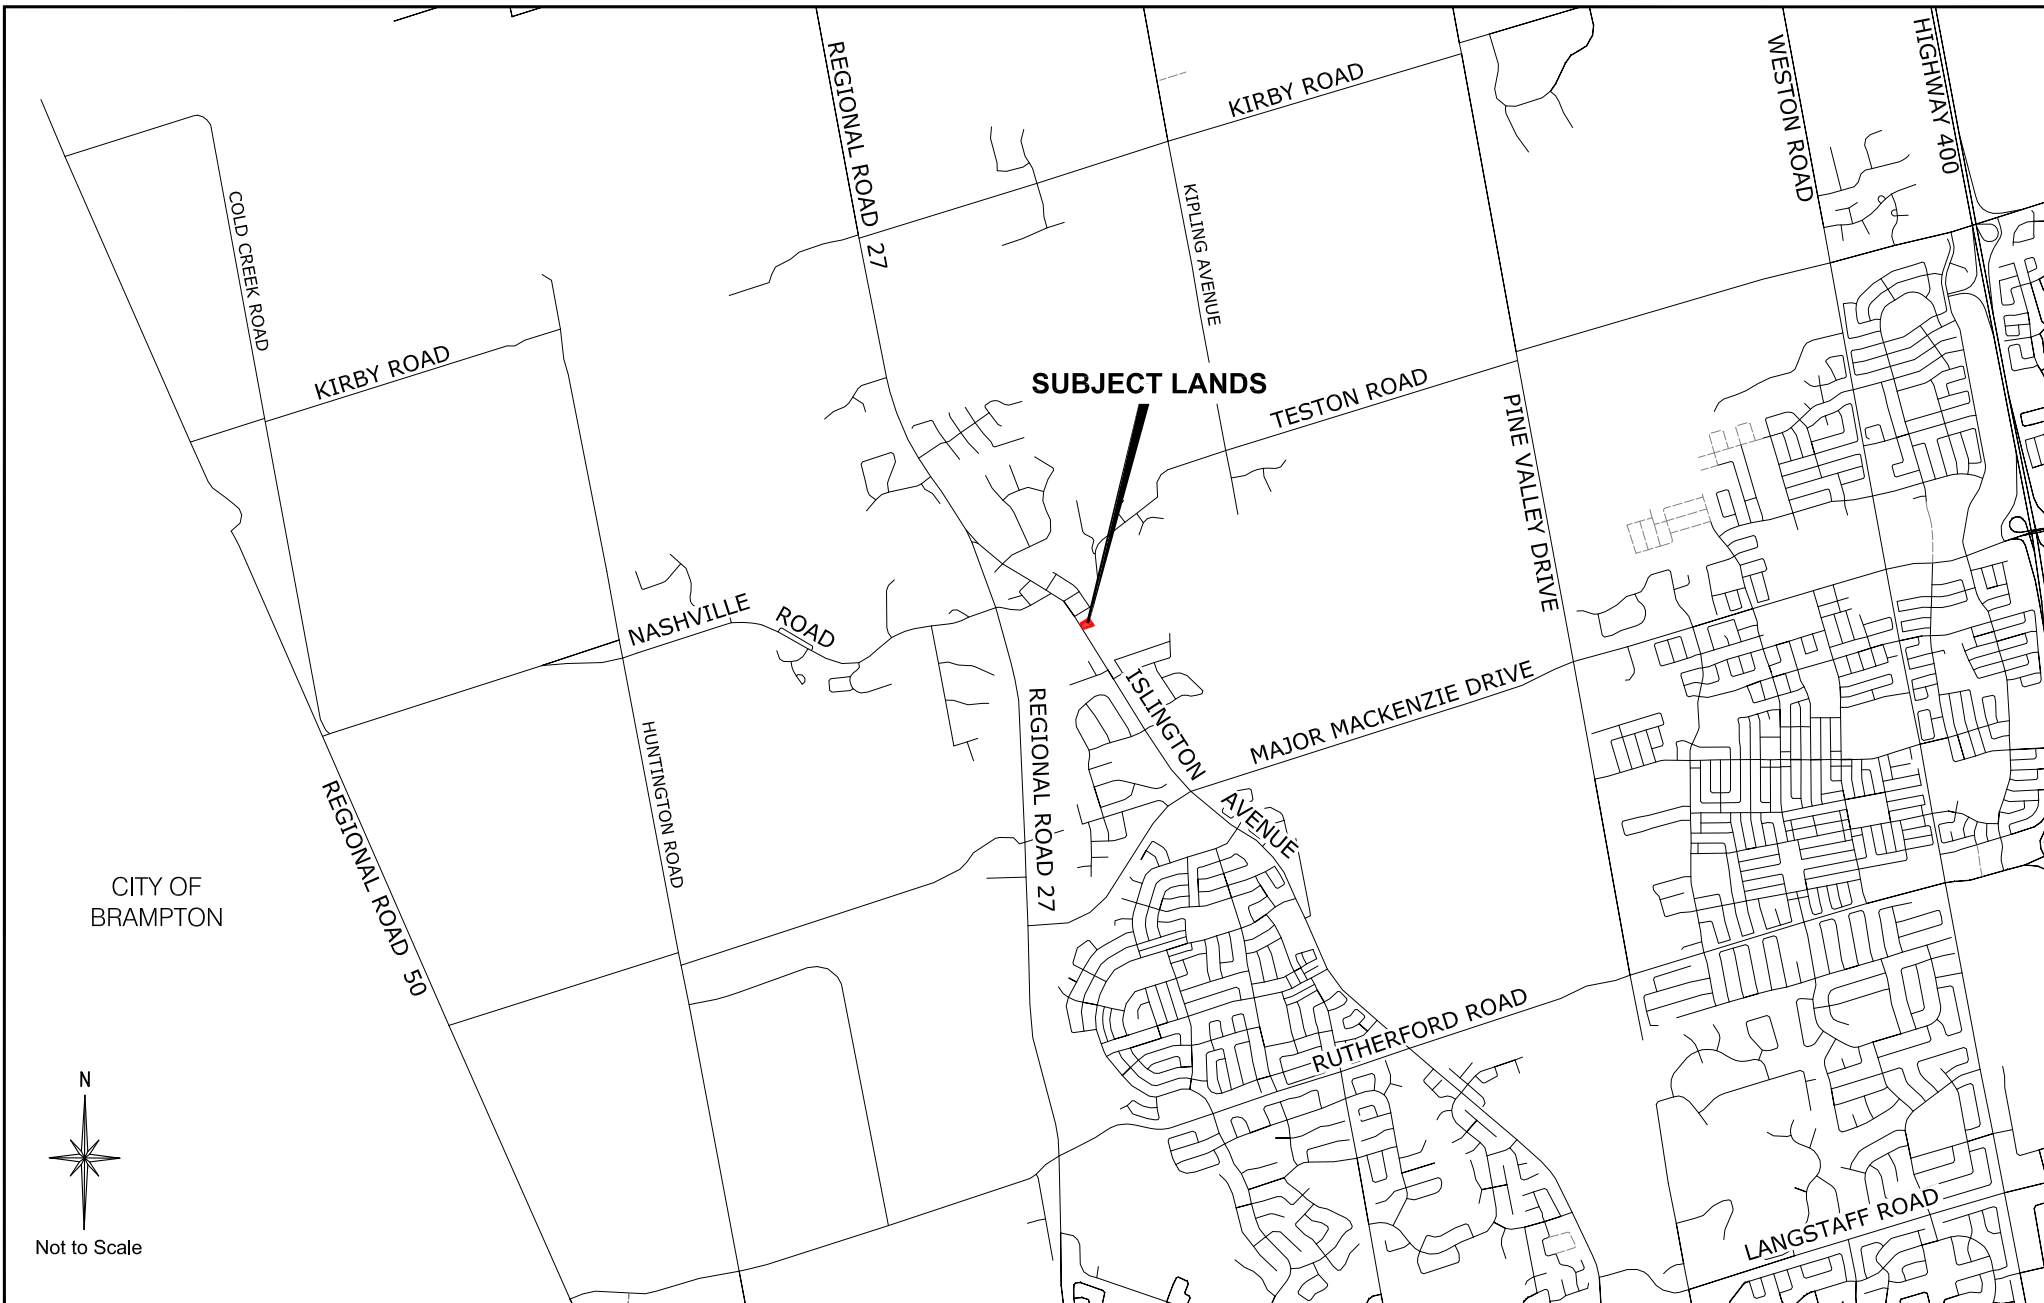 REGIONAL ROAD 27
KIRBY ROAD
WESTON ROAD
HIGHWAY 400
COLD CREEK ROAD
KIPLING AVENUE
KIRBY ROAD
SUBJECT LANDS
TESTON ROAD
PINE VALLEY DRIVE
NASHVILLE ROAD
ISLINGTON AVENUE
MAJOR MACKENZIE DRIVE
REGIONAL ROAD 27
HUNTINGTON ROAD
REGIONAL ROAD 50
CITY OF
BRAMPTON
RUTHERFORD ROAD
N
LANGSTAFF ROAD
Not to Scale